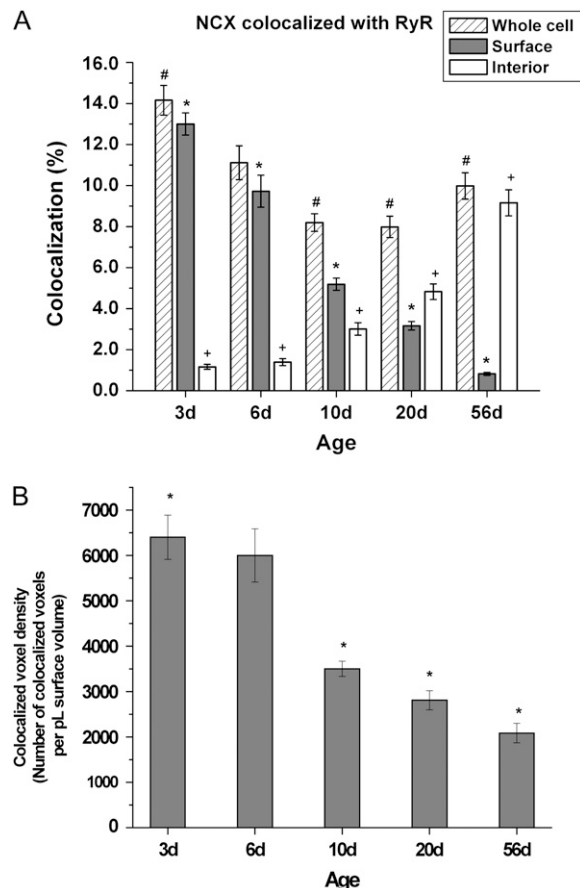 A
NCX colocalized with RyR
Whole cell
Surface
Interior
16.0
14.0
12.0
10.0
8.0
6.0
4.0
2.0
0.0
Colocalization (%)
# * +
* +
# * +
# * +
# * +
3d 6d 10d 20d 56d
Age
B
7000
6000
5000
4000
3000
2000
1000
0
Colocalized voxel density
(Number of colocalized voxels
per pL surface volume)
* * * *
3d 6d 10d 20d 56d
Age